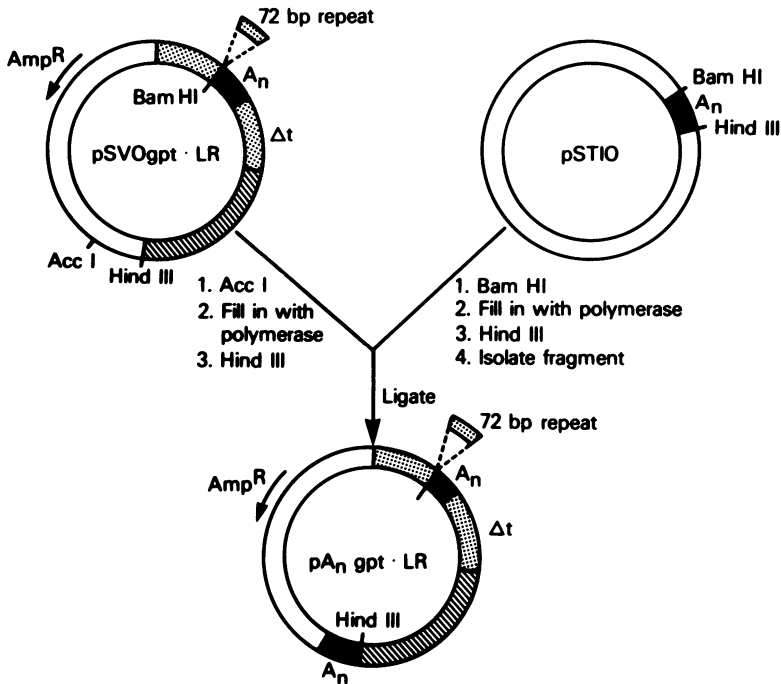 72 bp repeat
AmpR
An
Bam HI
Δt
pSVOgpt · LR
Acc I
Hind III
Bam HI
An
Hind III
pSTIO
1. Acc I
2. Fill in with
polymerase
3. Hind III
1. Bam HI
2. Fill in with polymerase
3. Hind III
4. Isolate fragment
Ligate
72 bp repeat
AmpR
An
Δt
pAn gpt · LR
Hind III
An